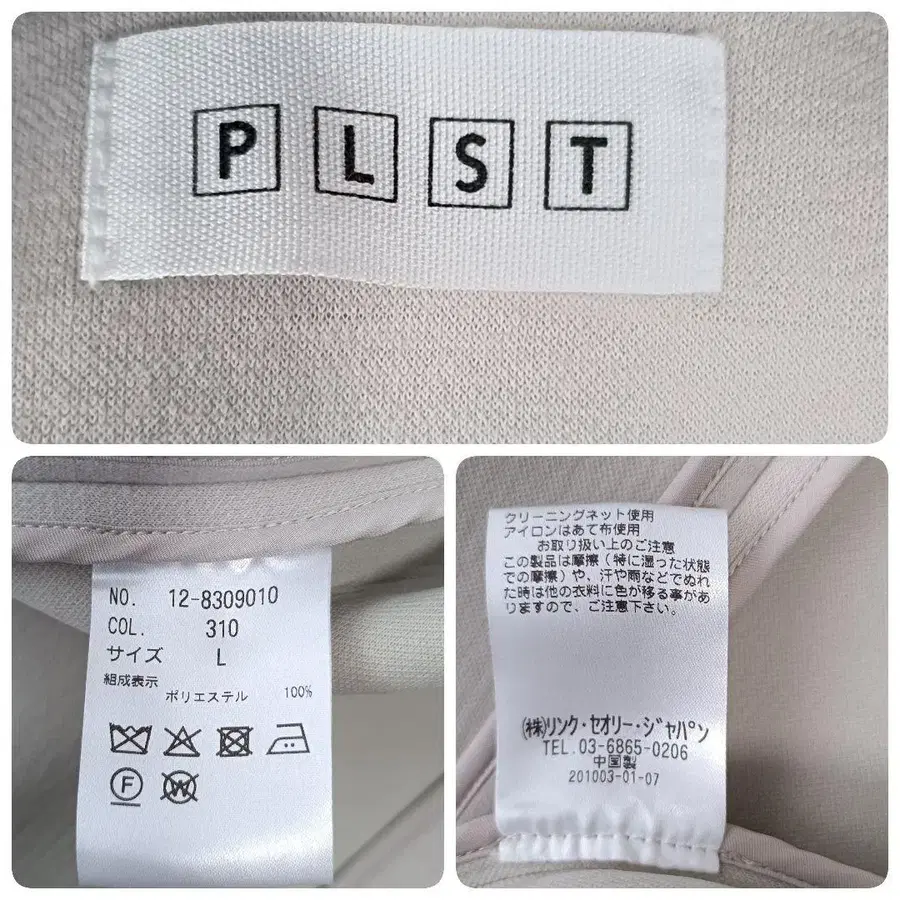 P L S T
NO. 12-8309010
COL. 310
サイズ L
組成表示
ポリエステル 100%
F W
クリーニングネット使用
アイロンはあて布使用
お取り扱い上のご注意
この製品は摩擦（特に湿った状態
での摩擦）や、汗や雨などでぬれ
た時は他の衣料に色が移る事があ
りますので、ご注意下さい。
㈱リンク・セオリー・ジャパン
TEL.03-6865-0206
中国製
201003-01-07